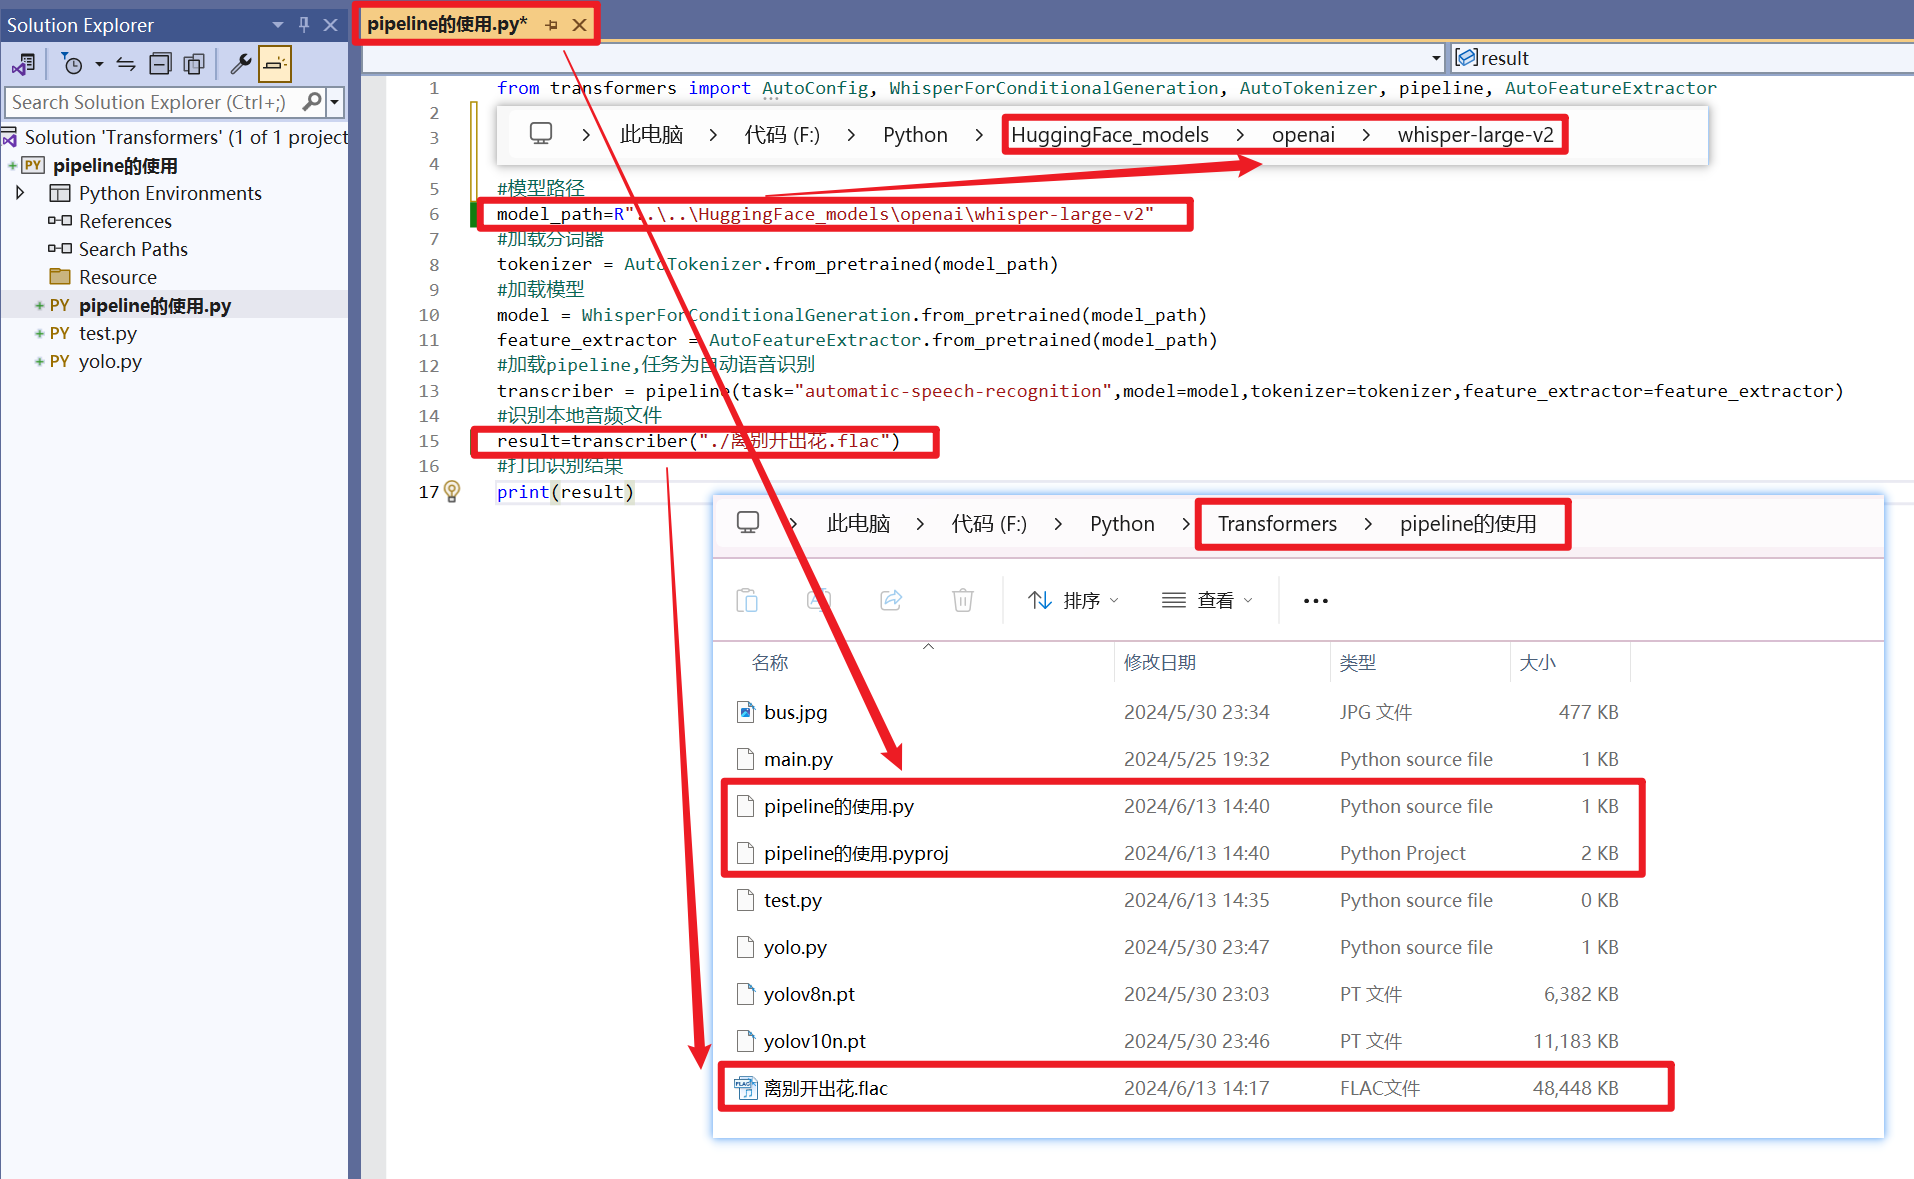 Solution Explorer
Search Solution Explorer (Ctrl+;)
Solution 'Transformers' (1 of 1 project
PY pipeline的使用
Python Environments
References
Search Paths
Resource
PY pipeline的使用.py
PY test.py
PY yolo.py
pipeline的使用.py*
result
1 from transformers import AutoConfig, WhisperForConditionalGeneration, AutoTokenizer, pipeline, AutoFeatureExtractor
2
3
4
此电脑 > 代码 (F:) > Python > HuggingFace_models > openai > whisper-large-v2
5 #模型路径
6 model_path=R"..\..\HuggingFace_models\openai\whisper-large-v2"
7 #加载分词器
8 tokenizer = AutoTokenizer.from_pretrained(model_path)
9 #加载模型
10 model = WhisperForConditionalGeneration.from_pretrained(model_path)
11 feature_extractor = AutoFeatureExtractor.from_pretrained(model_path)
12 #加载pipeline,任务为自动语音识别
13 transcriber = pipeline(task="automatic-speech-recognition",model=model,tokenizer=tokenizer,feature_extractor=feature_extractor)
14 #识别本地音频文件
15 result=transcriber("./离别开出花.flac")
16 #打印识别结果
17 print(result)
此电脑 > 代码 (F:) > Python > Transformers > pipeline的使用
排序 查看
名称 修改日期 类型 大小
bus.jpg 2024/5/30 23:34 JPG 文件 477 KB
main.py 2024/5/25 19:32 Python source file 1 KB
pipeline的使用.py 2024/6/13 14:40 Python source file 1 KB
pipeline的使用.pyproj 2024/6/13 14:40 Python Project 2 KB
test.py 2024/6/13 14:35 Python source file 0 KB
yolo.py 2024/5/30 23:47 Python source file 1 KB
yolov8n.pt 2024/5/30 23:03 PT 文件 6,382 KB
yolov10n.pt 2024/5/30 23:46 PT 文件 11,183 KB
离别开出花.flac 2024/6/13 14:17 FLAC文件 48,448 KB